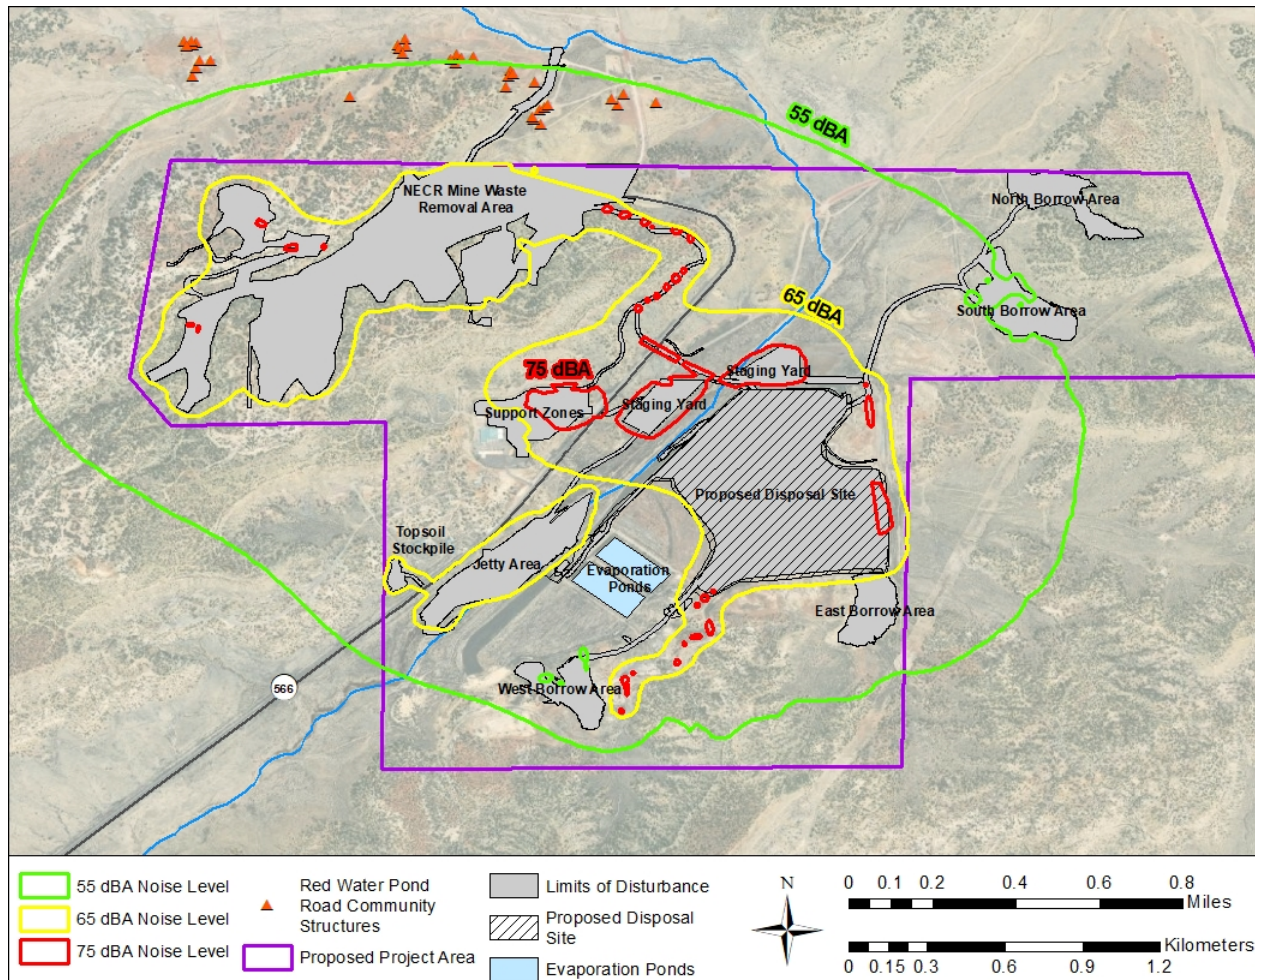 55 dBA
NECR Mine Waste
Removal Area
North Borrow Area
65 dBA
South Borrow Area
75 dBA
Staging Yard
Support Zones
Staging Yard
Proposed Disposal Site
Topsoil
Stockpile
Jetty Area
Evaporation
Ponds
East Borrow Area
West Borrow Area
566
55 dBA Noise Level
65 dBA Noise Level
75 dBA Noise Level
Red Water Pond
Road Community
Structures
Proposed Project Area
Limits of Disturbance
Proposed Disposal
Site
Evaporation Ponds
N
0 0.1 0.2 0.4 0.6 0.8
Miles
Kilometers
0 0.15 0.3 0.6 0.9 1.2